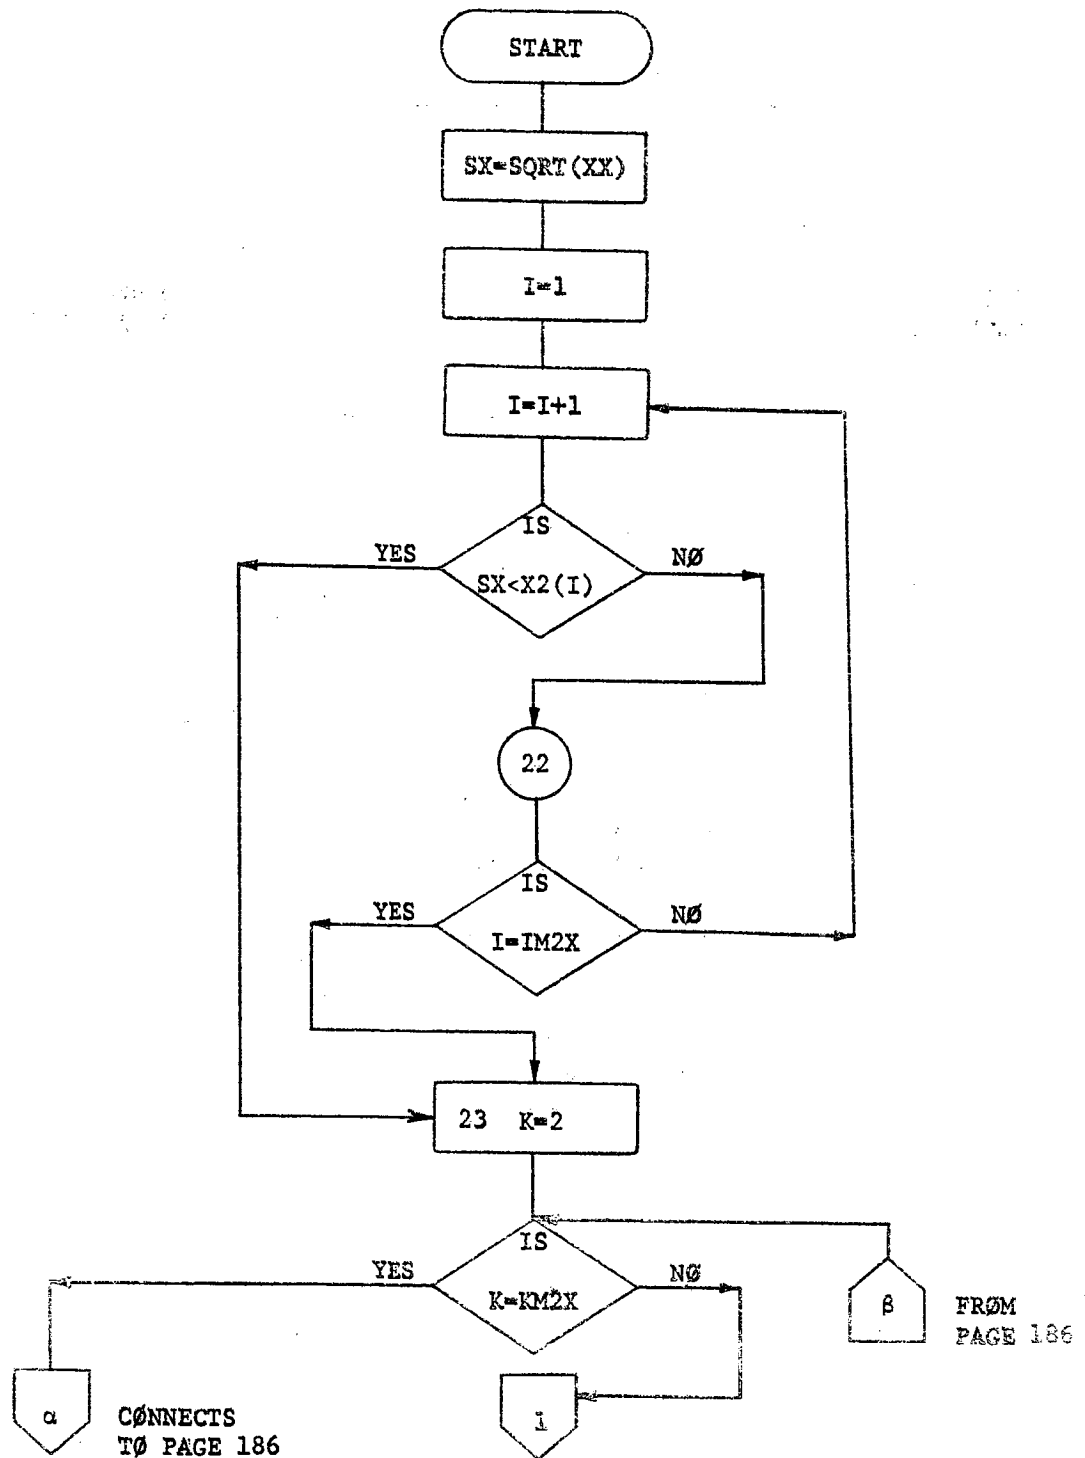 START
SX=SQRT(XX)
I=1
I=I+1
IS
SX<X2(I)
YES
NØ
22
IS
I=IM2X
YES
NØ
23 K=2
IS
K=KM2X
YES
NØ
β
FRØM
PAGE 186
α
CØNNECTS
TØ PAGE 186